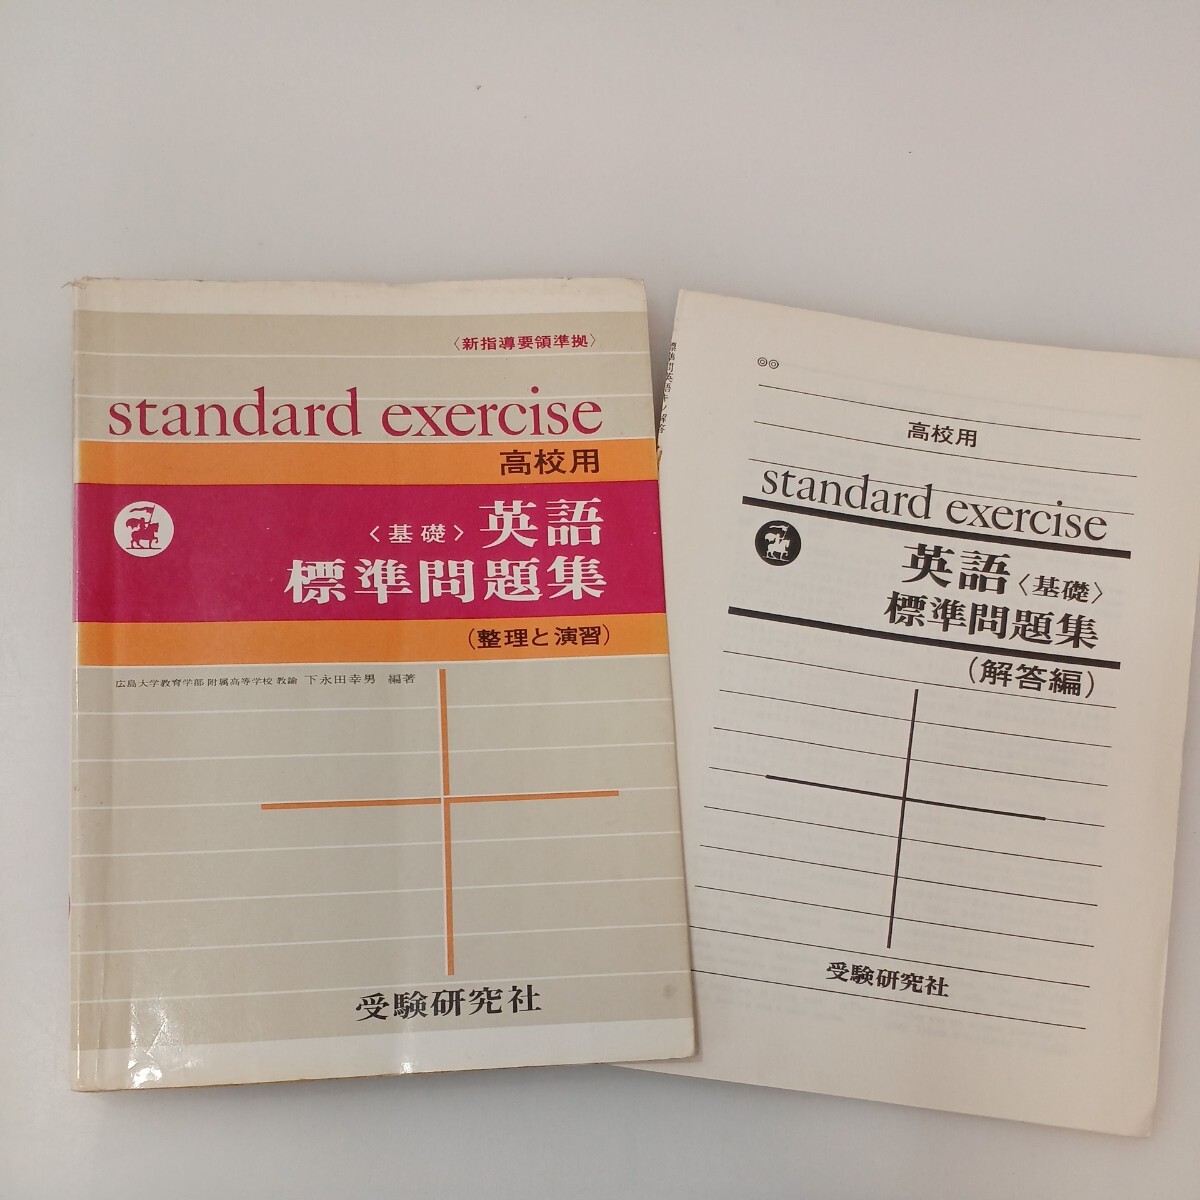 〈新指導要領準拠〉
standard exercise
高校用
〈基礎〉英語
標準問題集
(整理と演習)
広島大学教育学部 附属高等学校 教諭 下永田幸男 編著
受験研究社
◎◎
高校用
standard exercise
英語〈基礎〉
標準問題集
(解答編)
受験研究社